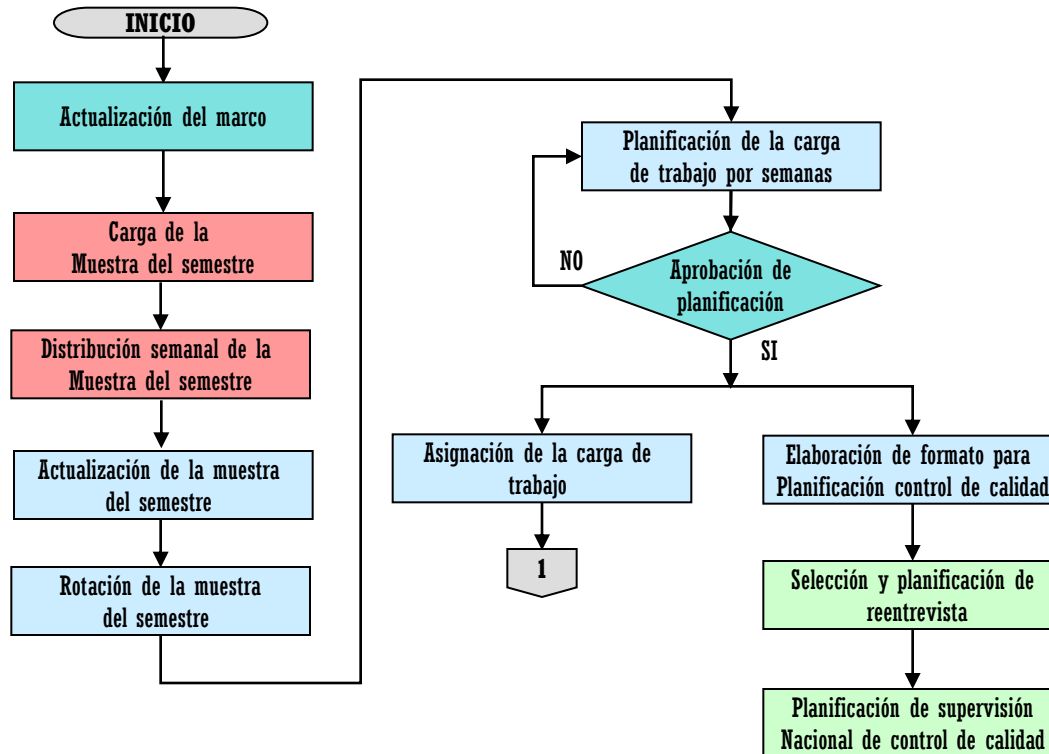 INICIO
Actualización del marco
Carga de la
Muestra del semestre
Distribución semanal de la
Muestra del semestre
Actualización de la muestra
del semestre
Rotación de la muestra
del semestre
Planificación de la carga
de trabajo por semanas
NO
Aprobación de
planificación
SI
Asignación de la carga de
trabajo
1
Elaboración de formato para
Planificación control de calidad
Selección y planificación de
reentrevista
Planificación de supervisión
Nacional de control de calidad